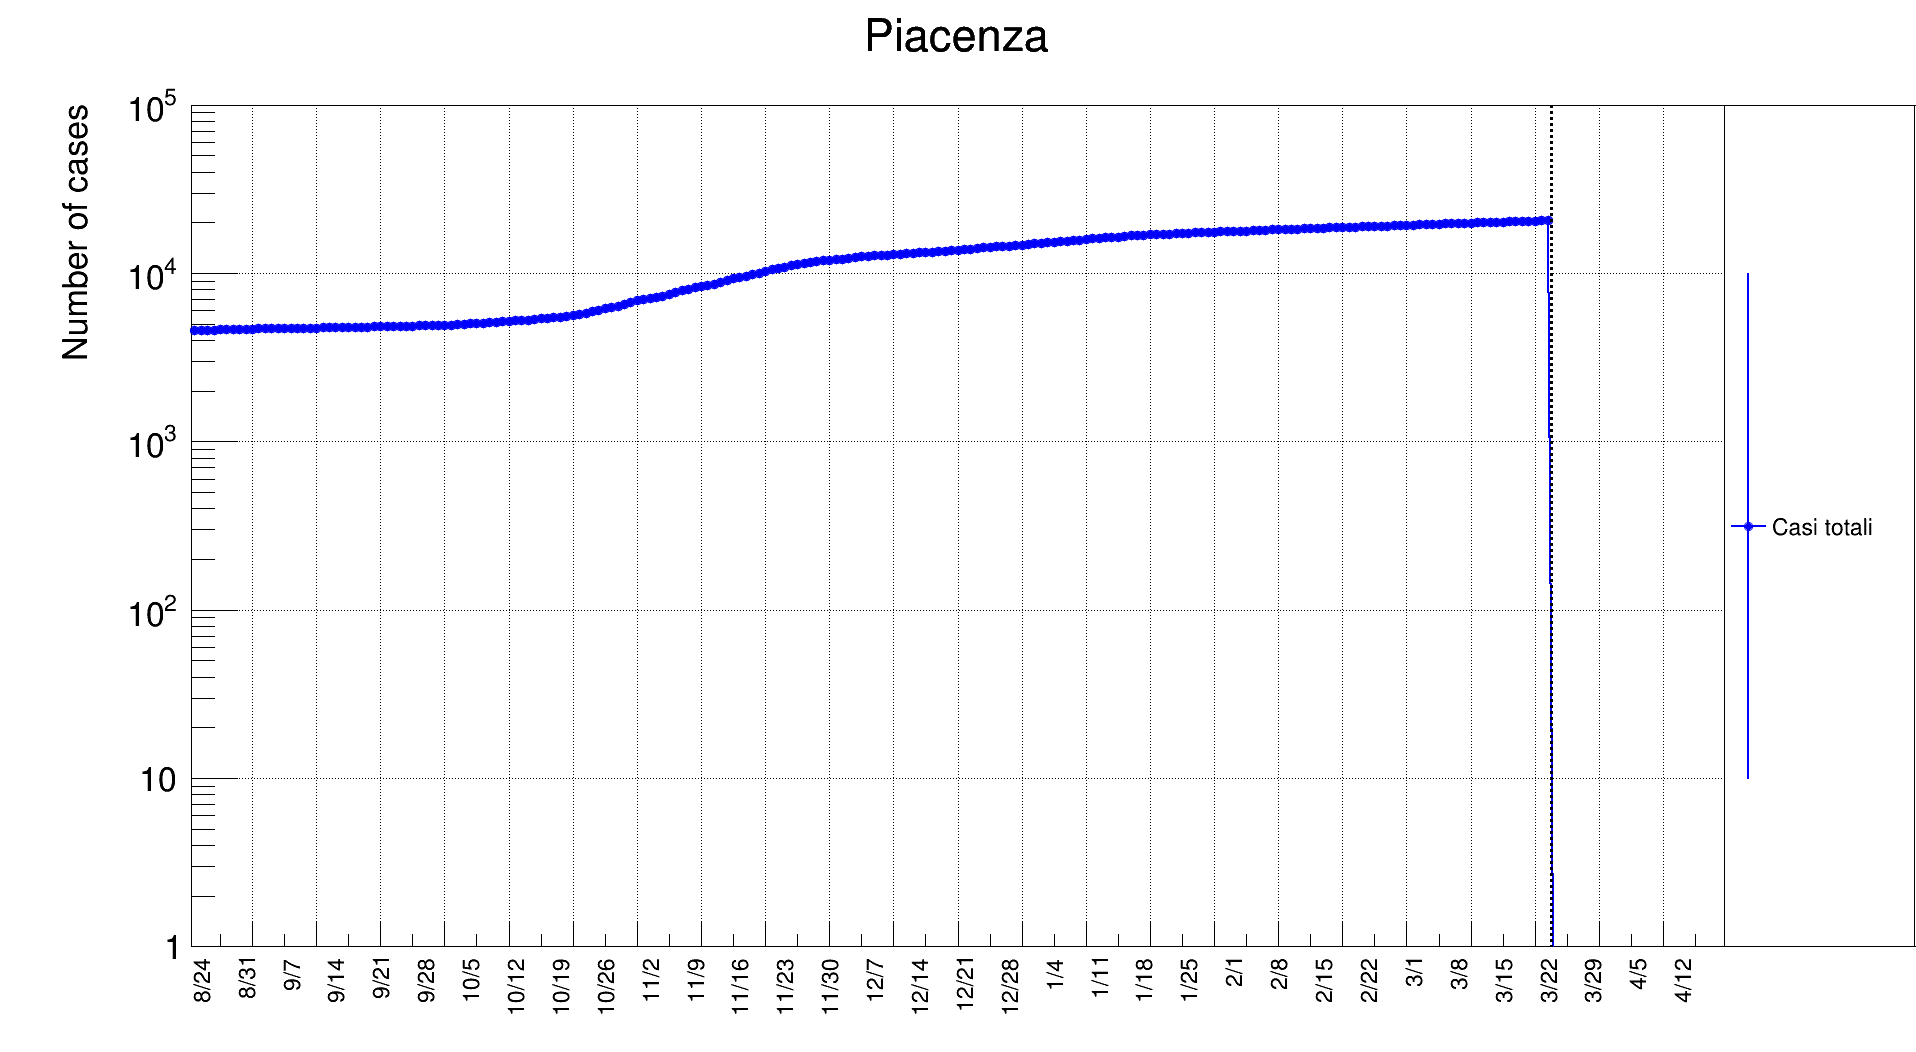 Piacenza
Number of cases
10^5
10^4
10^3
10^2
10
1
8/24 8/31 9/7 9/14 9/21 9/28 10/5 10/12 10/19 10/26 11/2 11/9 11/16 11/23 11/30 12/7 12/14 12/21 12/28 1/4 1/11 1/18 1/25 2/1 2/8 2/15 2/22 3/1 3/8 3/15 3/22 3/29 4/5 4/12
Casi totali